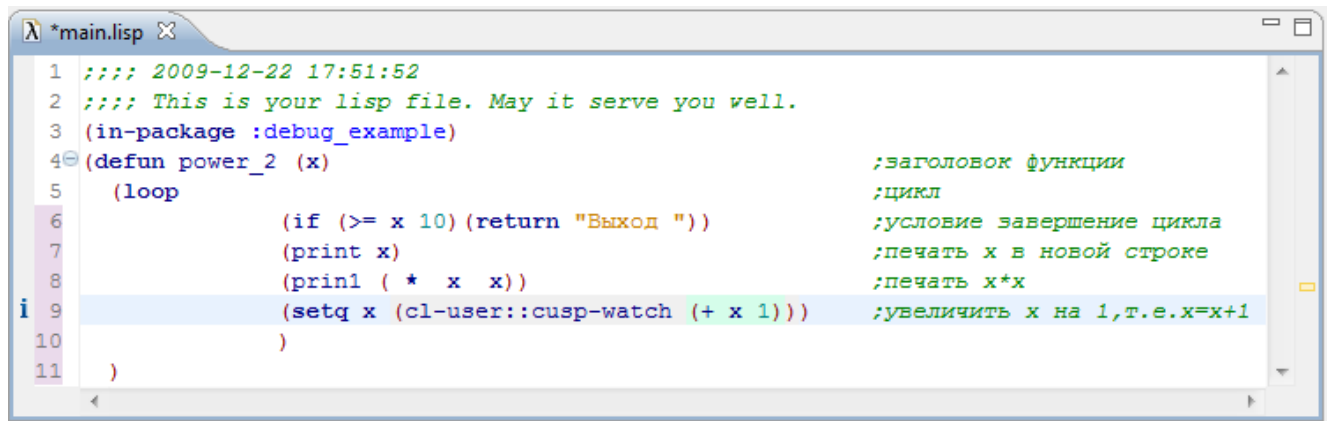 *main.lisp
1 ;;;; 2009-12-22 17:51:52
2 ;;;; This is your lisp file. May it serve you well.
3 (in-package :debug_example)
4 (defun power_2 (x) ;заголовок функции
5 (loop ;цикл
6 (if (>= x 10)(return "Выход ")) ;условие завершение цикла
7 (print x) ;печать x в новой строке
8 (prin1 ( * x x)) ;печать x*x
i 9 (setq x (cl-user::cusp-watch (+ x 1))) ;увеличить x на 1,т.е.x=x+1
10 )
11 )